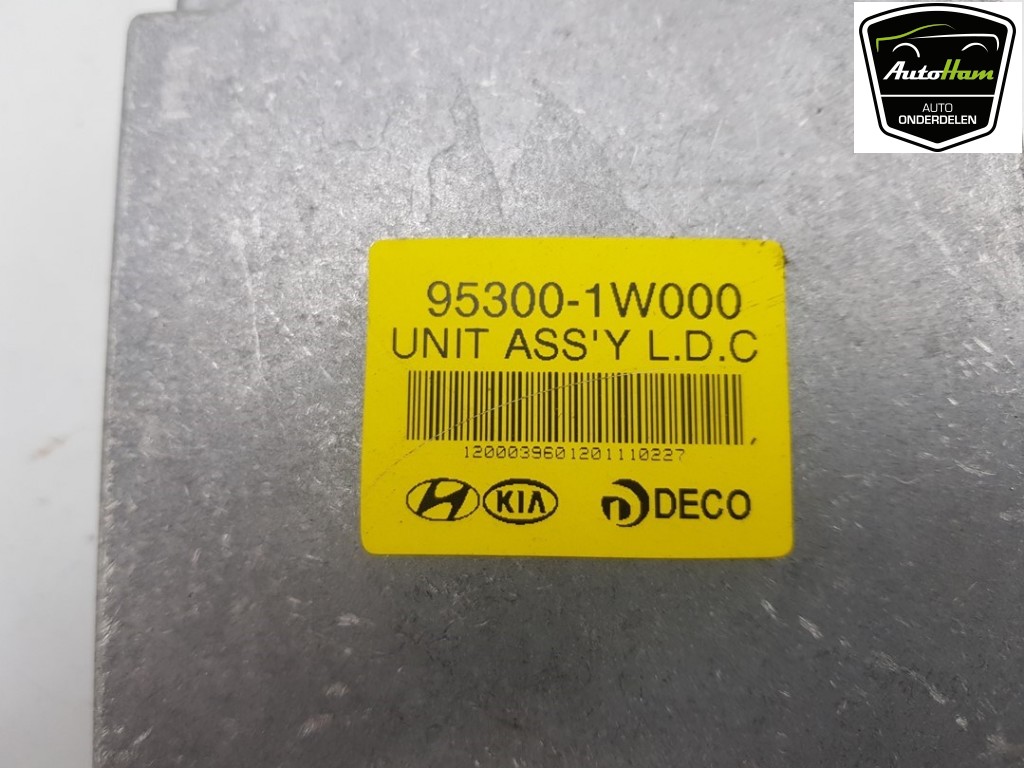 AutoHam
AUTO
ONDERDELEN
95300-1W000
UNIT ASS'Y L.D.C
1200039601201110227
KIA
DECO